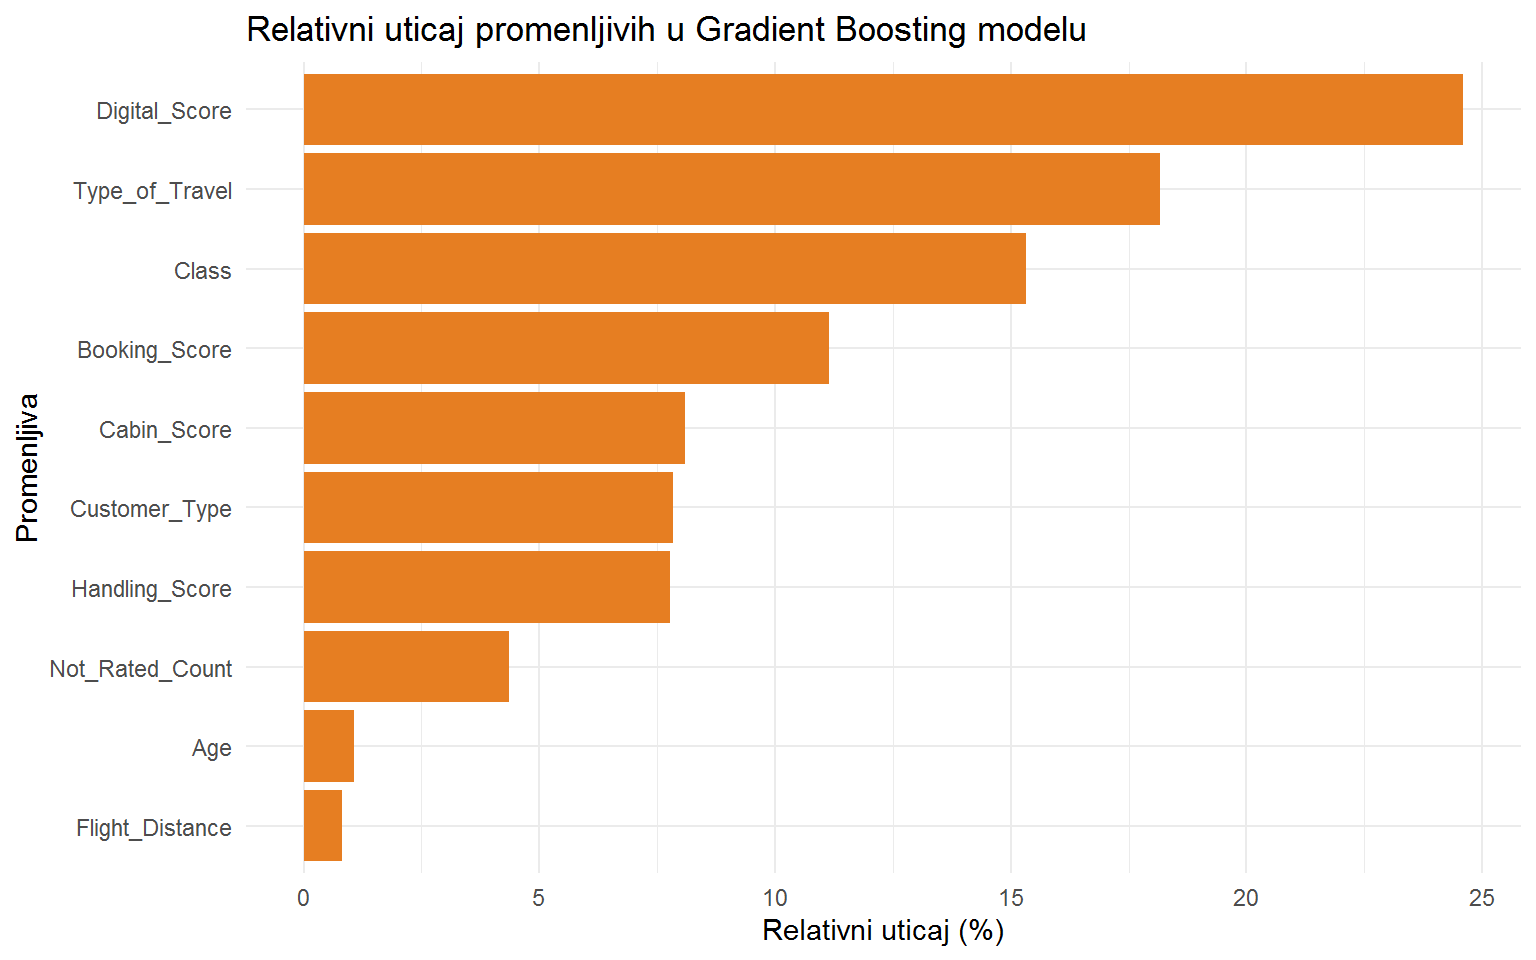 Relativni uticaj promenljivih u Gradient Boosting modelu
Promenljiva
Digital_Score
Type_of_Travel
Class
Booking_Score
Cabin_Score
Customer_Type
Handling_Score
Not_Rated_Count
Age
Flight_Distance
0 5 10 15 20 25
Relativni uticaj (%)